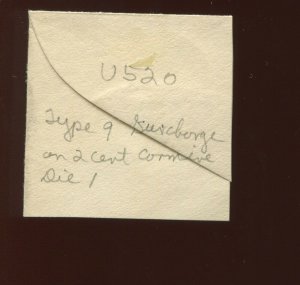 U520
Type 9 Surcharge
on 2 cent Carmine
Die 1